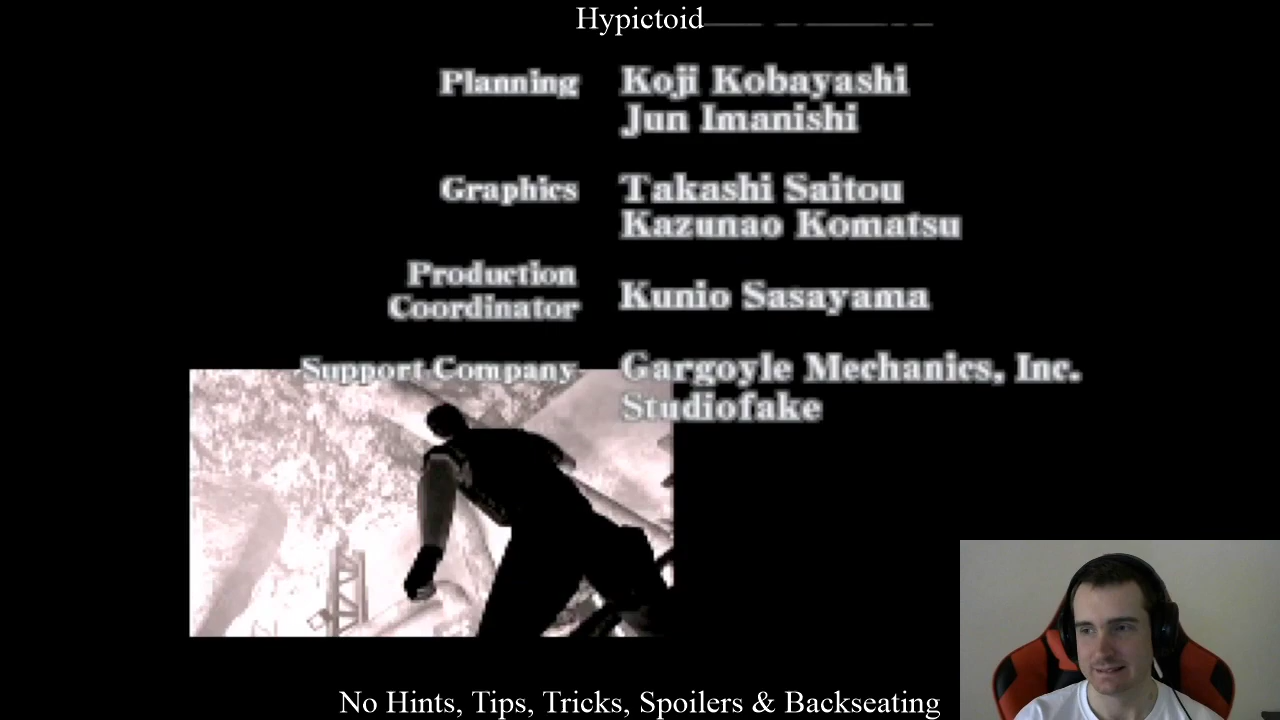 Hypictoid
Planning Koji Kobayashi
Jun Imanishi
Graphics Takashi Saitou
Kazunao Komatsu
Production
Coordinator Kunio Sasayama
Support Company Gargoyle Mechanics, Inc.
Studiofake
No Hints, Tips, Tricks, Spoilers & Backseating